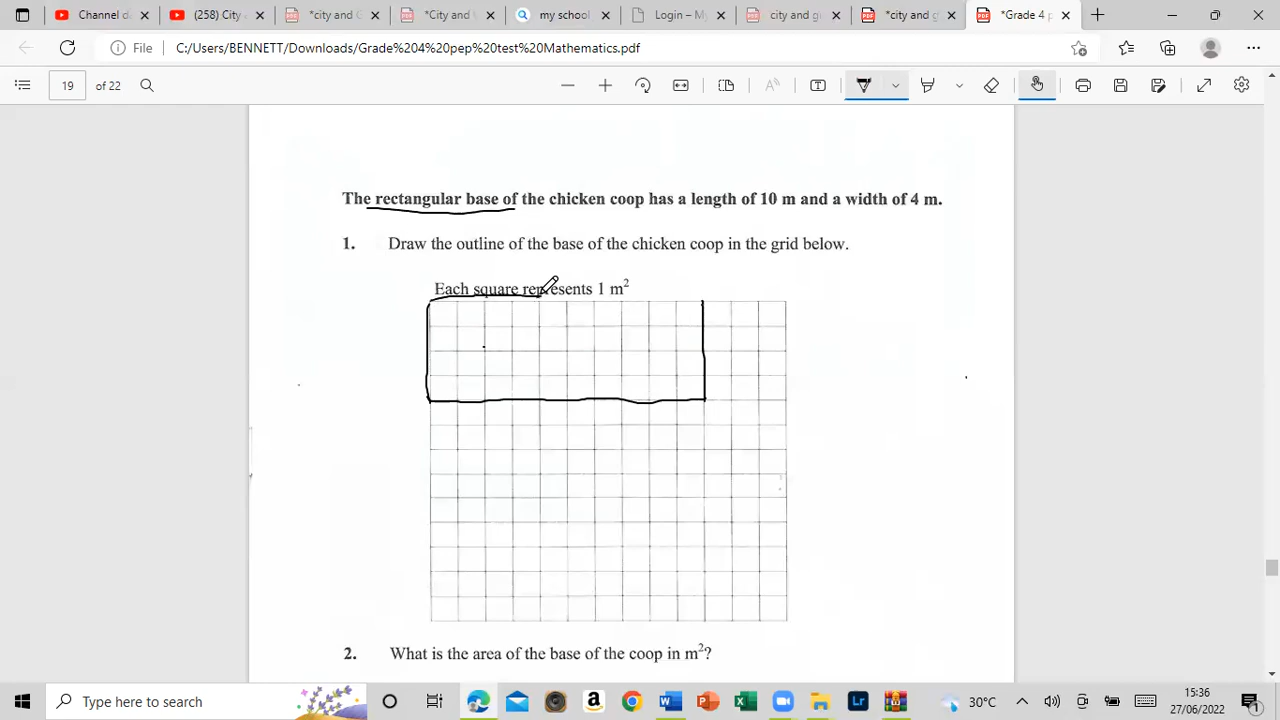 Channel d
(258) City c
*city and G
*City and
my school
Login – M
city and g
*city and g
*Grade 4 p
File
C:/Users/BENNETT/Downloads/Grade%204%20pep%20test%20Mathematics.pdf
19 of 22
The rectangular base of the chicken coop has a length of 10 m and a width of 4 m.
1. Draw the outline of the base of the chicken coop in the grid below.
Each square represents 1 m²
2. What is the area of the base of the coop in m²?
Type here to search
30°C
15:36
27/06/2022